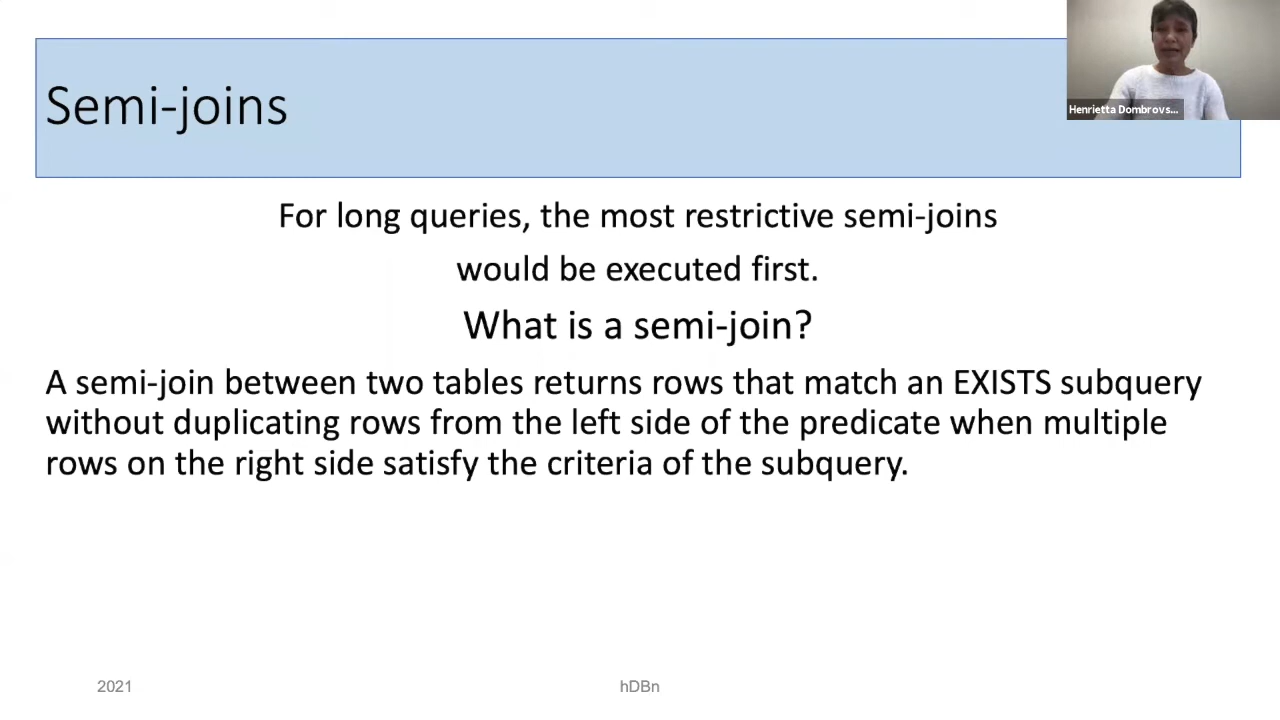 Semi-joins
Henrietta Dombrovs...
For long queries, the most restrictive semi-joins
would be executed first.
What is a semi-join?
A semi-join between two tables returns rows that match an EXISTS subquery
without duplicating rows from the left side of the predicate when multiple
rows on the right side satisfy the criteria of the subquery.
2021
hDBn